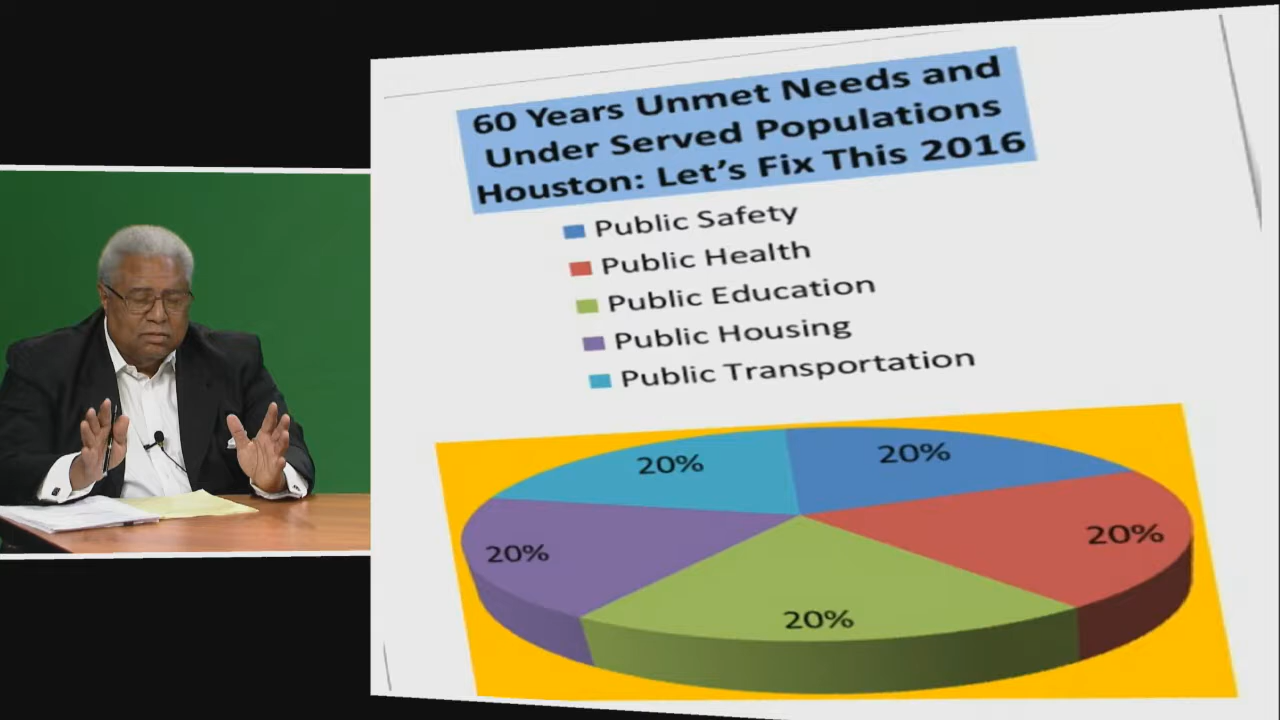 60 Years Unmet Needs and
Under Served Populations
Houston: Let's Fix This 2016
Public Safety
Public Health
Public Education
Public Housing
Public Transportation
20%
20%
20%
20%
20%